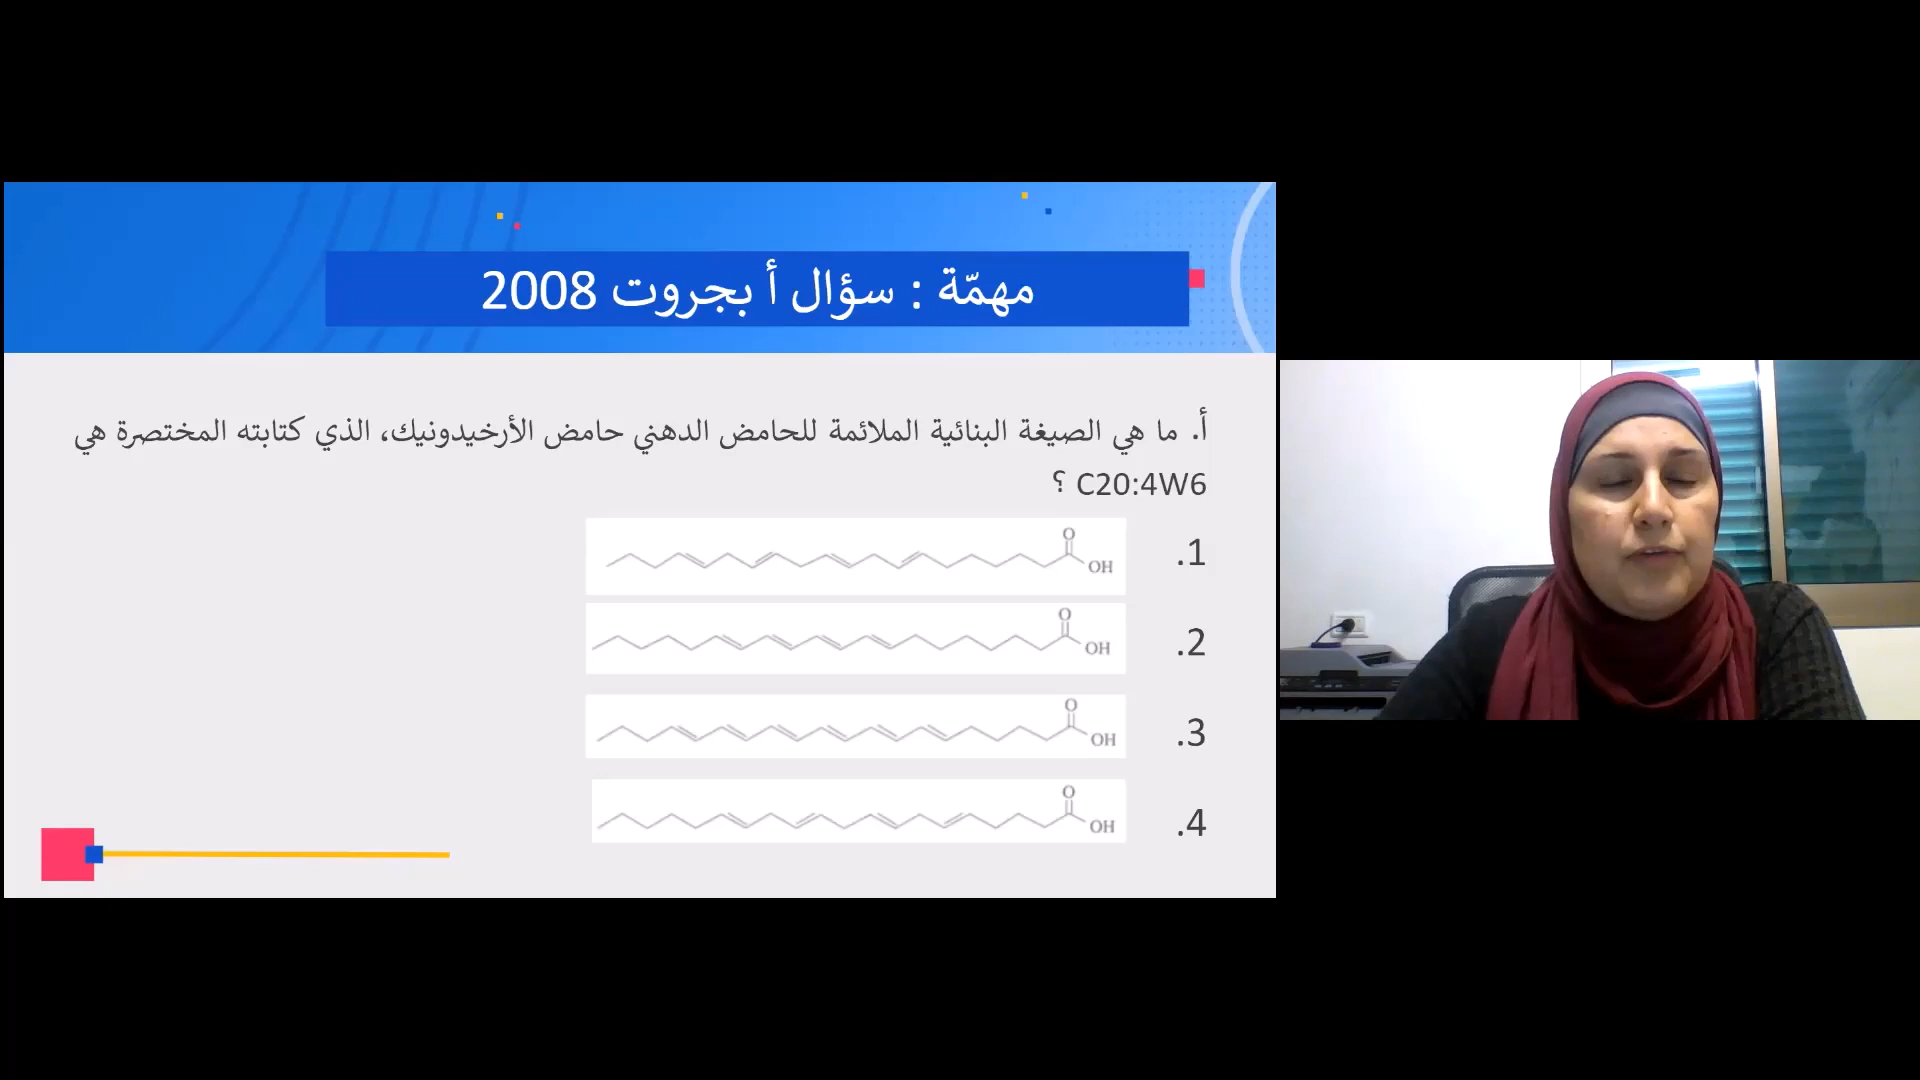 مهمّة : سؤال أ بجروت 2008
أ. ما هي الصيغة البنائية الملائمة للحامض الدهني حامض الأرخيدونيك، الذي كتابته المختصرة هي
C20:4W6 ؟
1.
O
OH
2.
O
OH
3.
O
OH
4.
O
OH